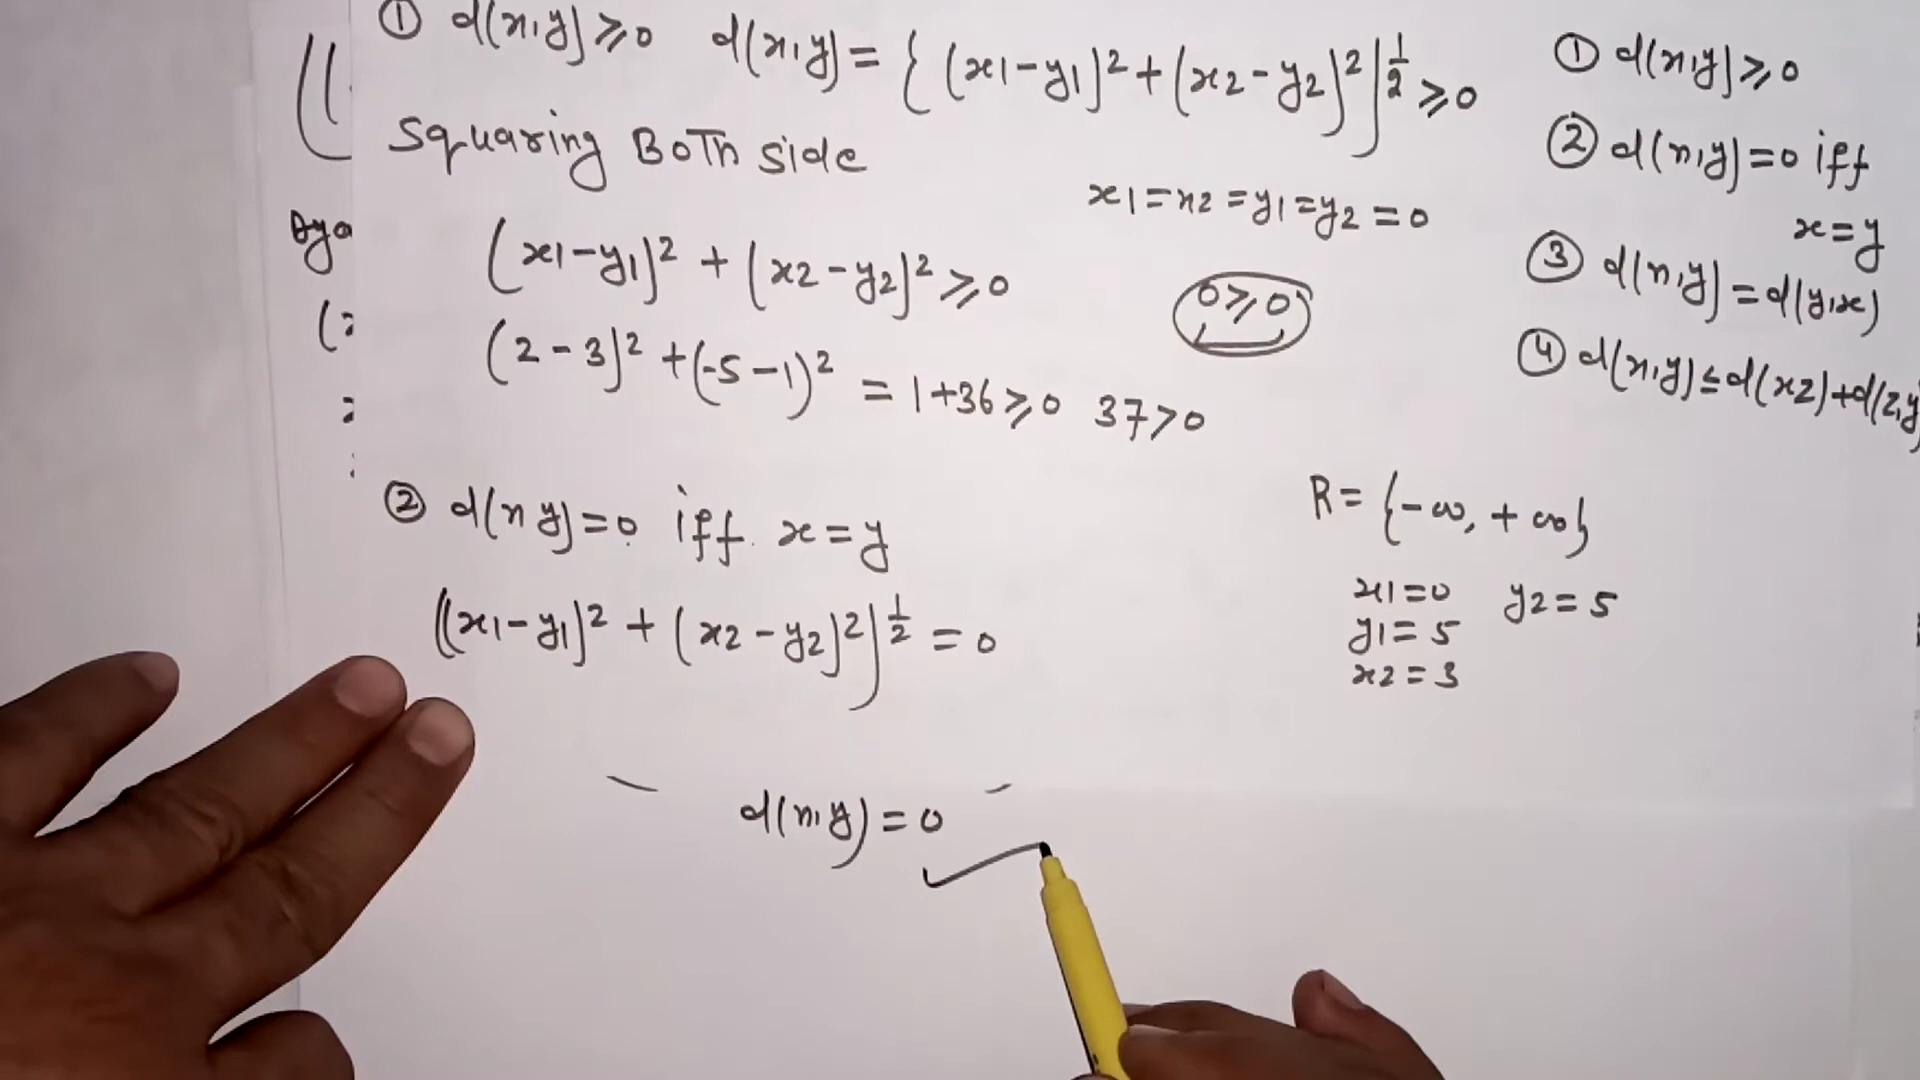 ① d(x,y) ≥ 0 d(x,y) = { (x1-y1)² + (x2-y2)² }^1/2 ≥ 0
Squaring BoTh side
x1 = x2 = y1 = y2 = 0
(x1-y1)² + (x2-y2)² ≥ 0
0 ≥ 0
(2-3)² + (-5-1)² = 1+36 ≥ 0 37 > 0
② d(x y) = 0 iff x = y
((x1-y1)² + (x2-y2)²)^1/2 = 0
d(x,y) = 0
① d(x,y) ≥ 0
② d(x,y) = 0 iff
x = y
③ d(x,y) = d(y,x)
④ d(x,y) ≤ d(xz) + d(z,y
R = {-∞, +∞}
x1 = 0 y2 = 5
y1 = 5
x2 = 3